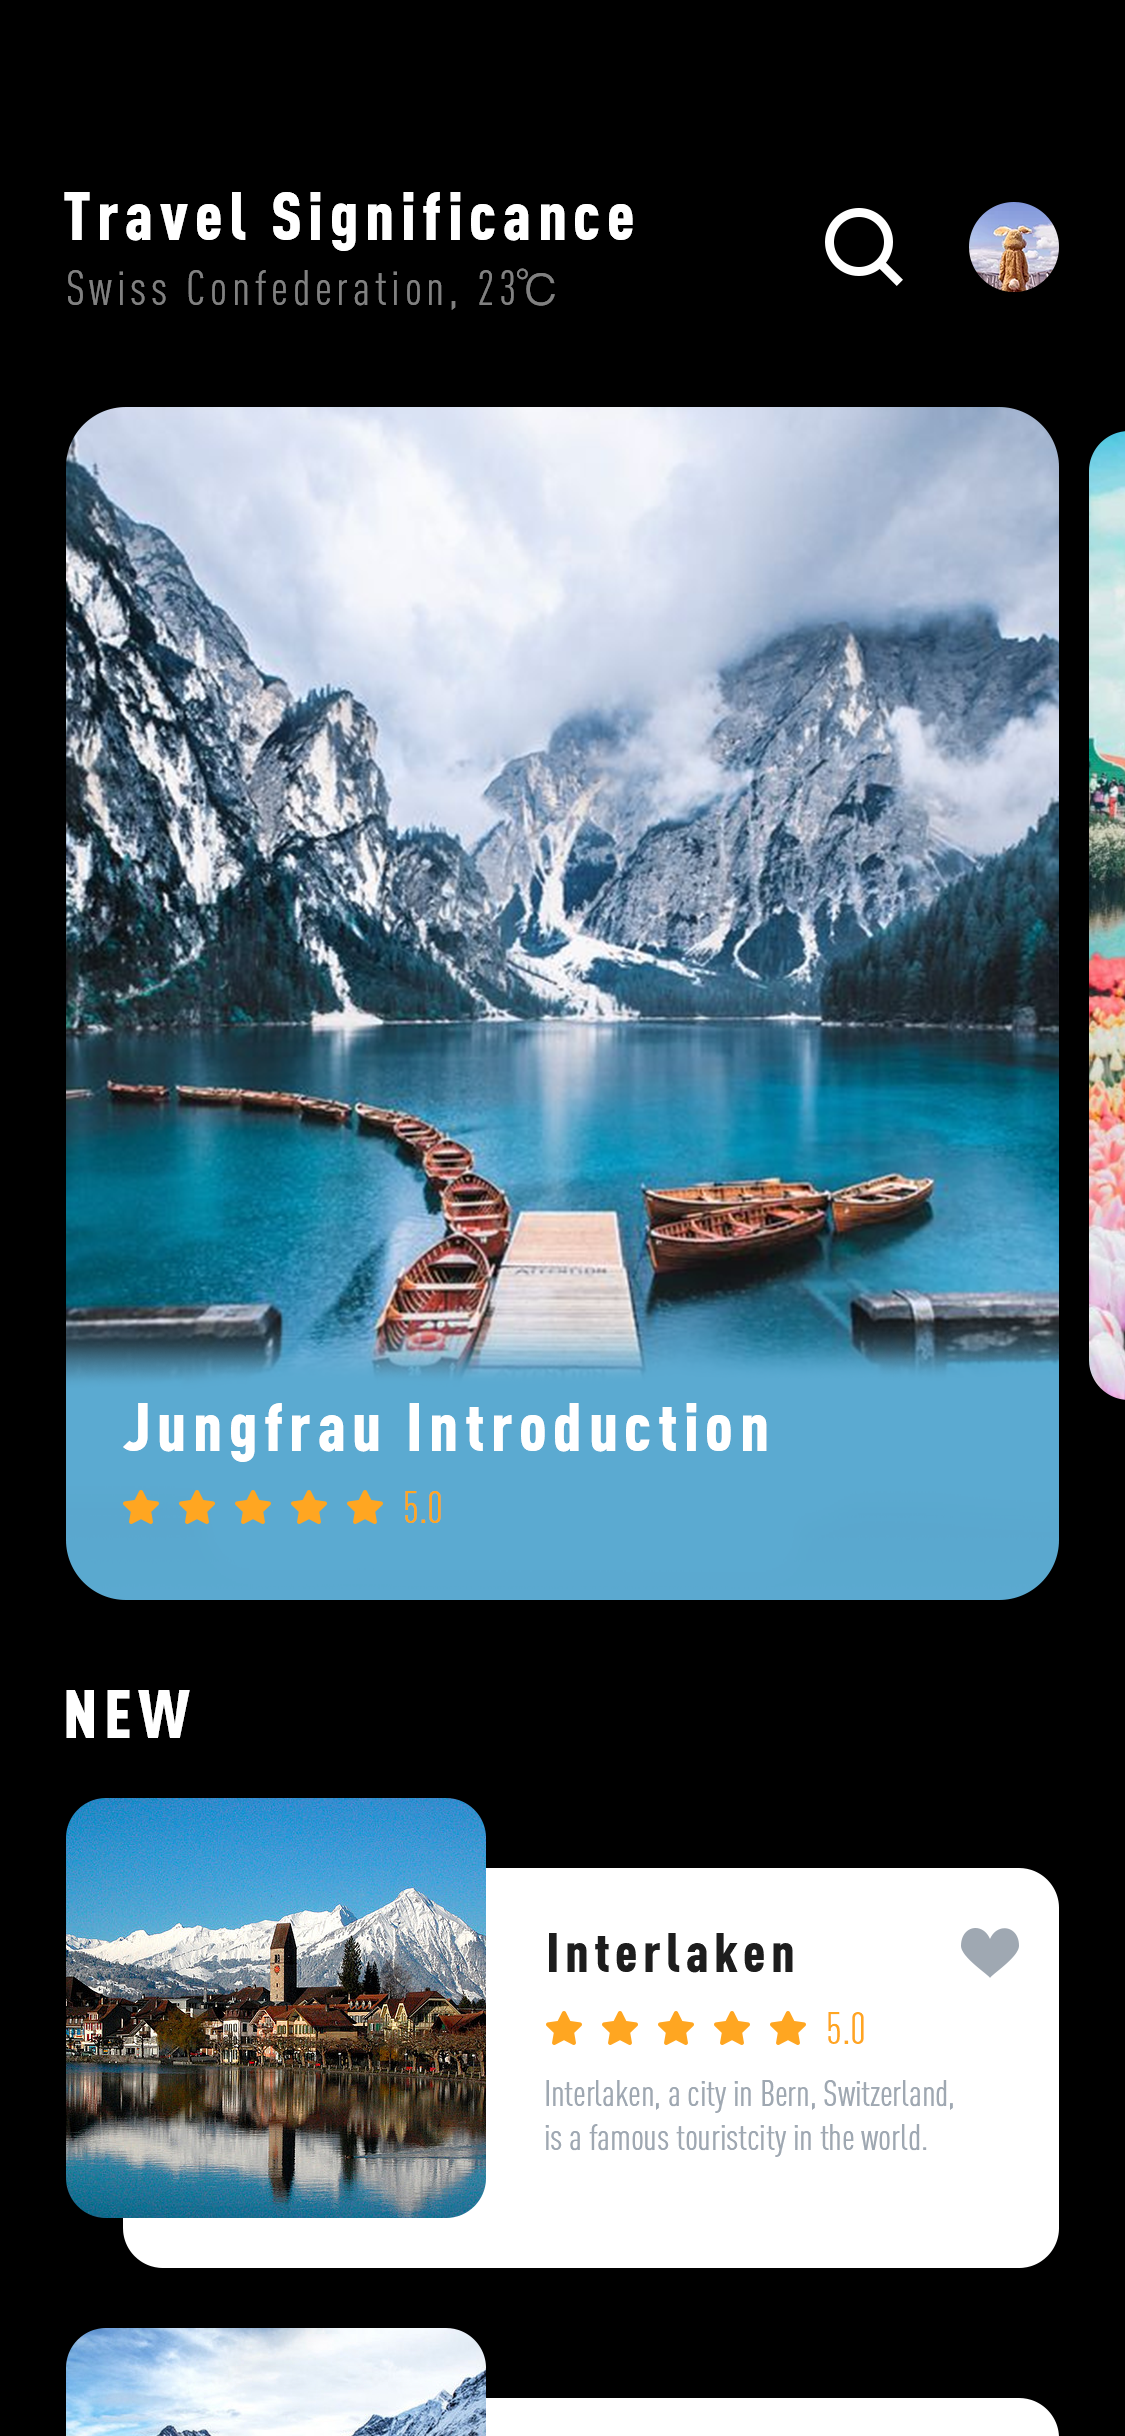 Travel Significance
Swiss Confederation, 23℃
Jungfrau Introduction
5.0
NEW
Interlaken
5.0
Interlaken, a city in Bern, Switzerland,
is a famous touristcity in the world.